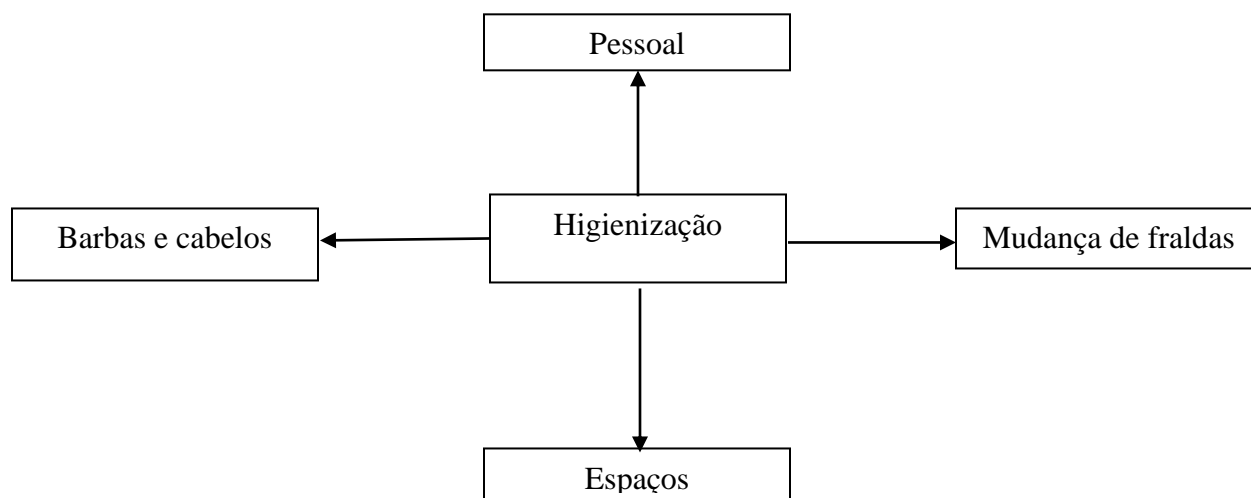 Pessoal
Higienização
Barbas e cabelos
Mudança de fraldas
Espaços